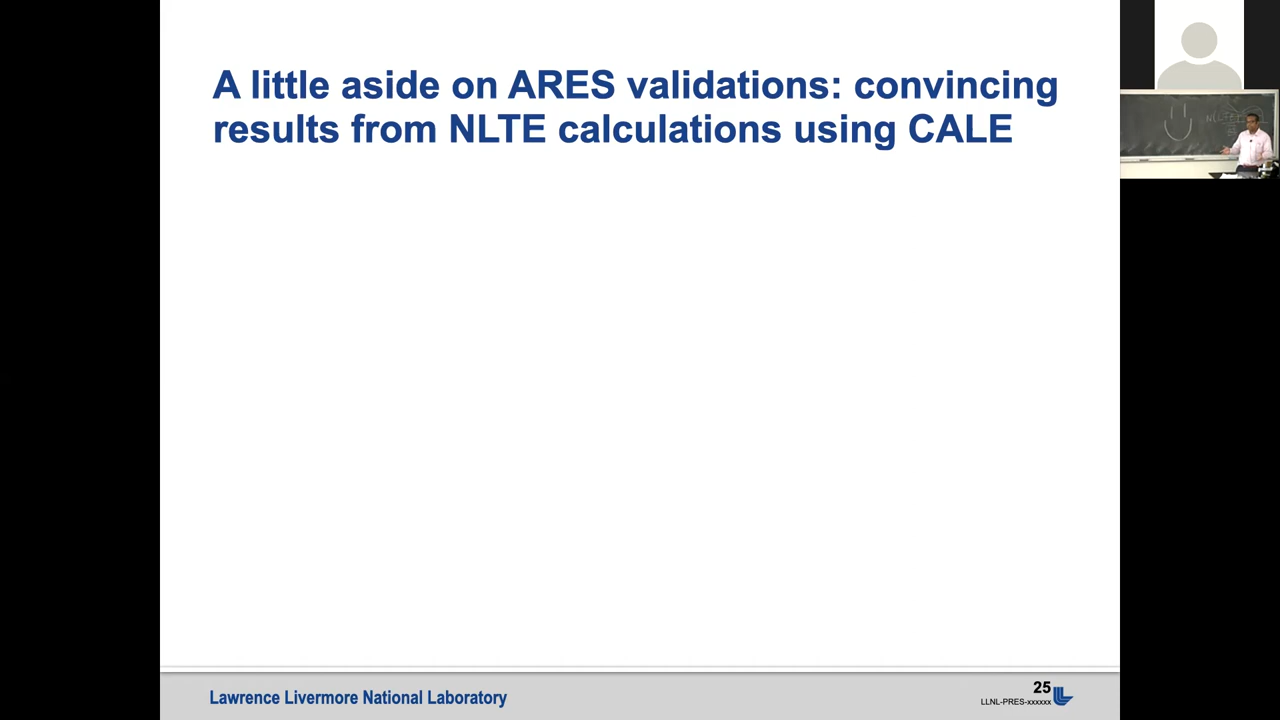 A little aside on ARES validations: convincing
results from NLTE calculations using CALE
Lawrence Livermore National Laboratory
25
LLNL-PRES-xxxxxx